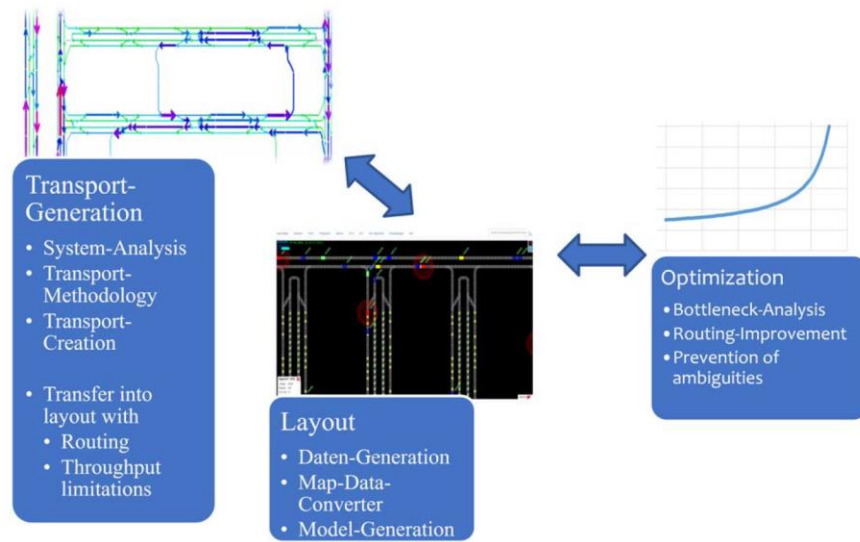 Transport-
Generation
• System-Analysis
• Transport-
Methodology
• Transport-
Creation
• Transfer into
layout with
• Routing
• Throughput
limitations
Layout
• Daten-Generation
• Map-Data-
Converter
• Model-Generation
Optimization
• Bottleneck-Analysis
• Routing-Improvement
• Prevention of
ambiguities